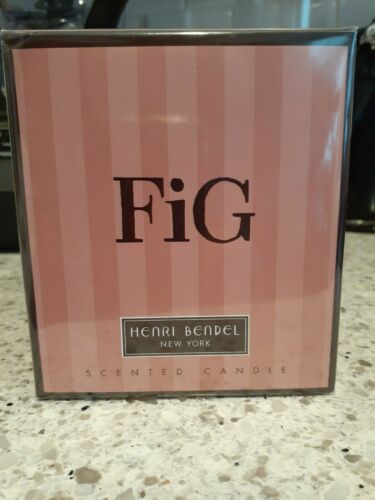 FiG
HENRI BENDEL
NEW YORK
SCENTED CANDLE